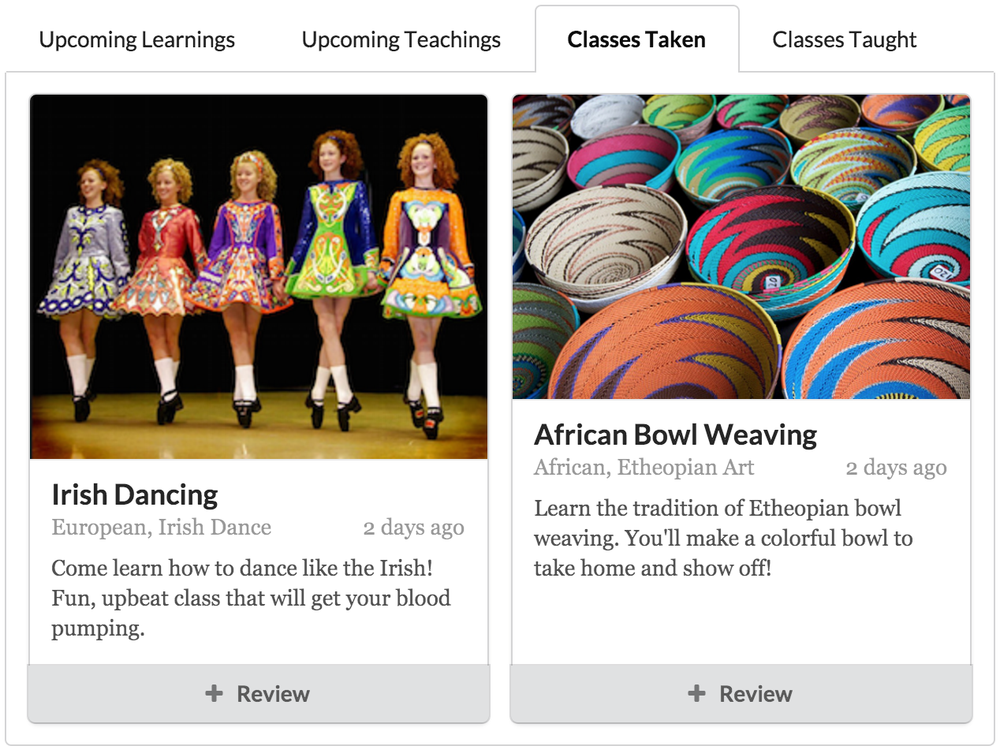 Upcoming Learnings
Upcoming Teachings
Classes Taken
Classes Taught
Irish Dancing
European, Irish Dance
2 days ago
Come learn how to dance like the Irish!
Fun, upbeat class that will get your blood
pumping.
+ Review
African Bowl Weaving
African, Etheopian Art
2 days ago
Learn the tradition of Etheopian bowl
weaving. You'll make a colorful bowl to
take home and show off!
+ Review